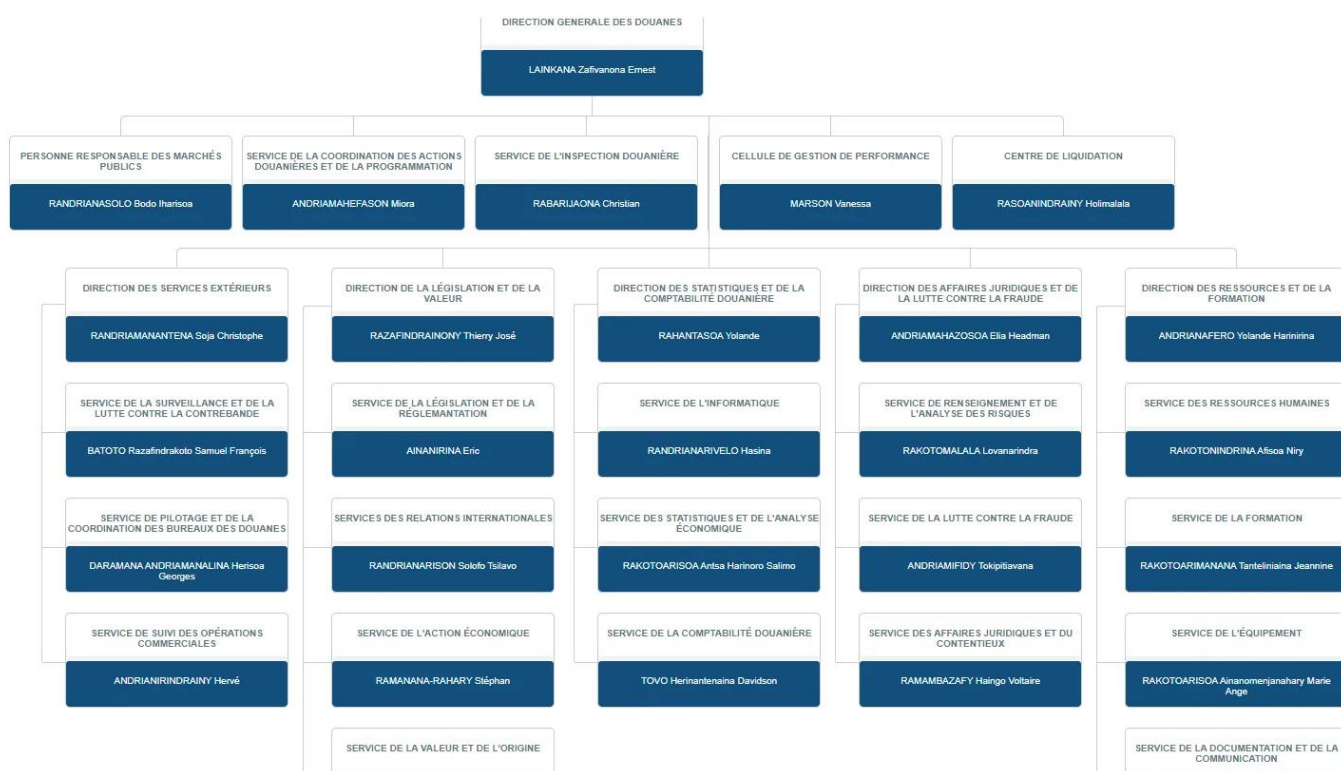 DIRECTION GENERALE DES DOUANES
LAINKANA Zafivanona Ernest
PERSONNE RESPONSABLE DES MARCHÉS
PUBLICS
RANDRIANASOLO Bodo Iharisoa
SERVICE DE LA COORDINATION DES ACTIONS
DOUANIÈRES ET DE LA PROGRAMMATION
ANDRIAMAHEFASON Miora
SERVICE DE L'INSPECTION DOUANIÈRE
RABARIJAONA Christian
CELLULE DE GESTION DE PERFORMANCE
MARSON Vanessa
CENTRE DE LIQUIDATION
RASOANINDRAINY Holimalala
DIRECTION DES SERVICES EXTÉRIEURS
RANDRIAMANANTENA Soja Christophe
SERVICE DE LA SURVEILLANCE ET DE LA
LUTTE CONTRE LA CONTREBANDE
BATOTO Razafindrakoto Samuel François
SERVICE DE PILOTAGE ET DE LA
COORDINATION DES BUREAUX DES DOUANES
DARAMANA ANDRIAMANALINA Herisoa
Georges
SERVICE DE SUIVI DES OPÉRATIONS
COMMERCIALES
ANDRIANIRINDRAINY Hervé
DIRECTION DE LA LÉGISLATION ET DE LA
VALEUR
RAZAFINDRAINONY Thierry José
SERVICE DE LA LÉGISLATION ET DE LA
RÉGLEMANTATION
AINANIRINA Eric
SERVICES DES RELATIONS INTERNATIONALES
RANDRIANARISON Solofo Tsilavo
SERVICE DE L'ACTION ÉCONOMIQUE
RAMANANA-RAHARY Stéphan
SERVICE DE LA VALEUR ET DE L'ORIGINE
DIRECTION DES STATISTIQUES ET DE LA
COMPTABILITÉ DOUANIÈRE
RAHANTASOA Yolande
SERVICE DE L'INFORMATIQUE
RANDRIANARIVELO Hasina
SERVICE DES STATISTIQUES ET DE L'ANALYSE
ÉCONOMIQUE
RAKOTOARISOA Antsa Harinoro Salimo
SERVICE DE LA COMPTABILITÉ DOUANIÈRE
TOVO Herinantenaina Davidson
DIRECTION DES AFFAIRES JURIDIQUES ET DE
LA LUTTE CONTRE LA FRAUDE
ANDRIAMAHAZOSOA Elia Headman
SERVICE DE RENSEIGNEMENT ET DE
L'ANALYSE DES RISQUES
RAKOTOMALALA Lovanarindra
SERVICE DE LA LUTTE CONTRE LA FRAUDE
ANDRIAMIFIDY Tokipitiavana
SERVICE DES AFFAIRES JURIDIQUES ET DU
CONTENTIEUX
RAMAMBAZAFY Haingo Voltaire
DIRECTION DES RESSOURCES ET DE LA
FORMATION
ANDRIANAFERO Yolande Harinirina
SERVICE DES RESSOURCES HUMAINES
RAKOTONINDRINA Afisoa Niry
SERVICE DE LA FORMATION
RAKOTOARIMANANA Tanteliniaina Jeannine
SERVICE DE L'ÉQUIPEMENT
RAKOTOARISOA Ainanomenjanahary Marie
Ange
SERVICE DE LA DOCUMENTATION ET DE LA
COMMUNICATION